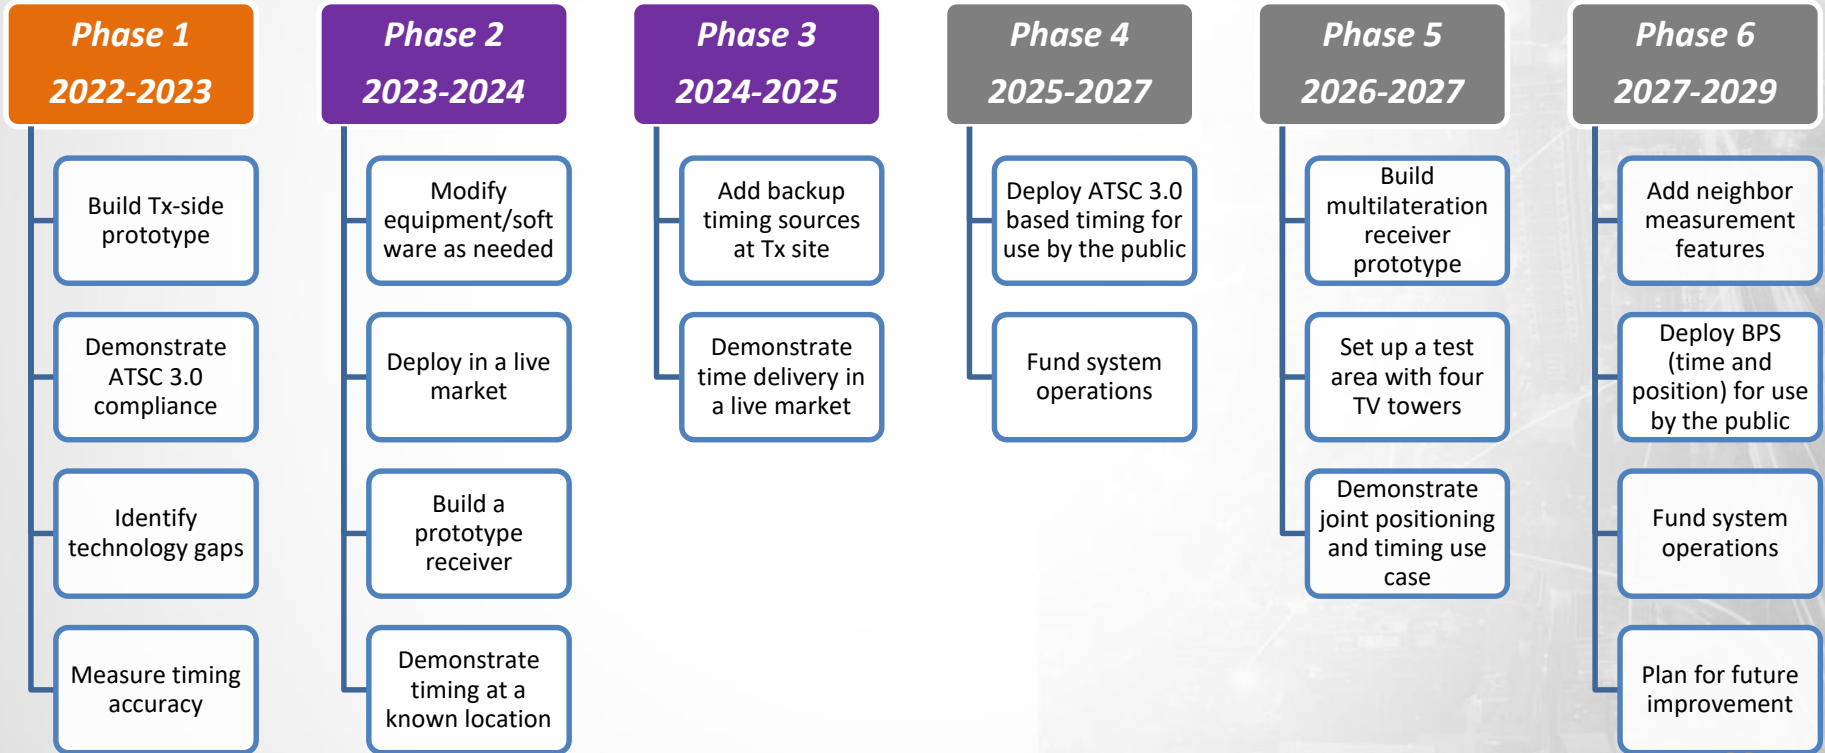 Phase 1
2022-2023
Build Tx-side
prototype
Demonstrate
ATSC 3.0
compliance
Identify
technology gaps
Measure timing
accuracy
Phase 2
2023-2024
Modify
equipment/soft
ware as needed
Deploy in a live
market
Build a
prototype
receiver
Demonstrate
timing at a
known location
Phase 3
2024-2025
Add backup
timing sources
at Tx site
Demonstrate
time delivery in
a live market
Phase 4
2025-2027
Deploy ATSC 3.0
based timing for
use by the public
Fund system
operations
Phase 5
2026-2027
Build
multilateration
receiver
prototype
Set up a test
area with four
TV towers
Demonstrate
joint positioning
and timing use
case
Phase 6
2027-2029
Add neighbor
measurement
features
Deploy BPS
(time and
position) for use
by the public
Fund system
operations
Plan for future
improvement